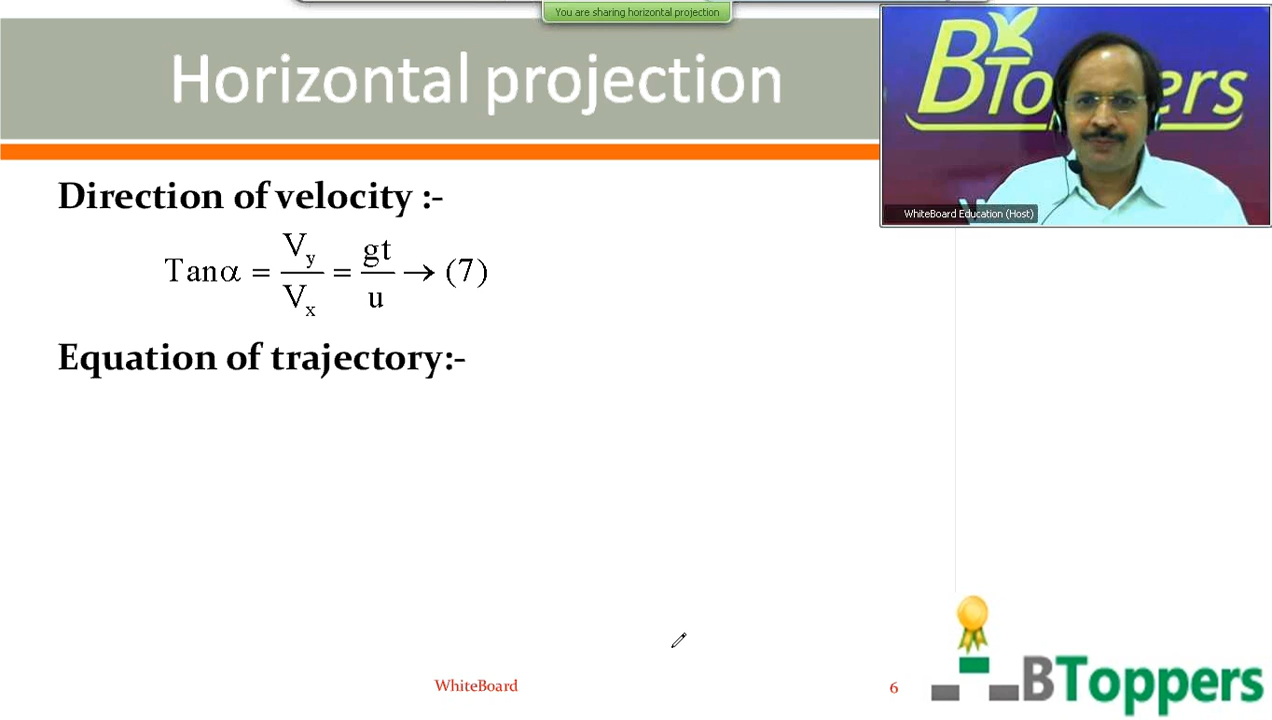 You are sharing horizontal projection
Horizontal projection
BToppers
WhiteBoard Education (Host)
Direction of velocity :-
Tanα = V_y / V_x = gt / u → (7)
Equation of trajectory:-
WhiteBoard
6
BToppers